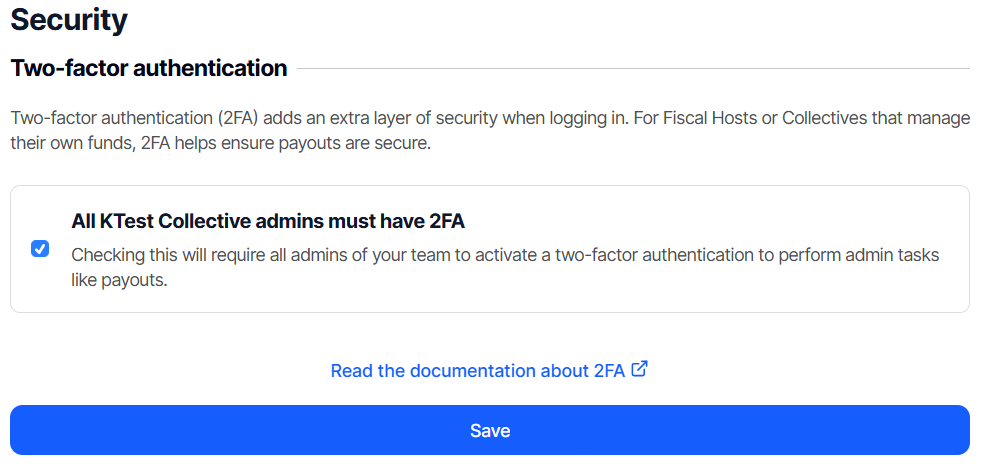 Security
Two-factor authentication
Two-factor authentication (2FA) adds an extra layer of security when logging in. For Fiscal Hosts or Collectives that manage
their own funds, 2FA helps ensure payouts are secure.
All KTest Collective admins must have 2FA
Checking this will require all admins of your team to activate a two-factor authentication to perform admin tasks
like payouts.
Read the documentation about 2FA
Save